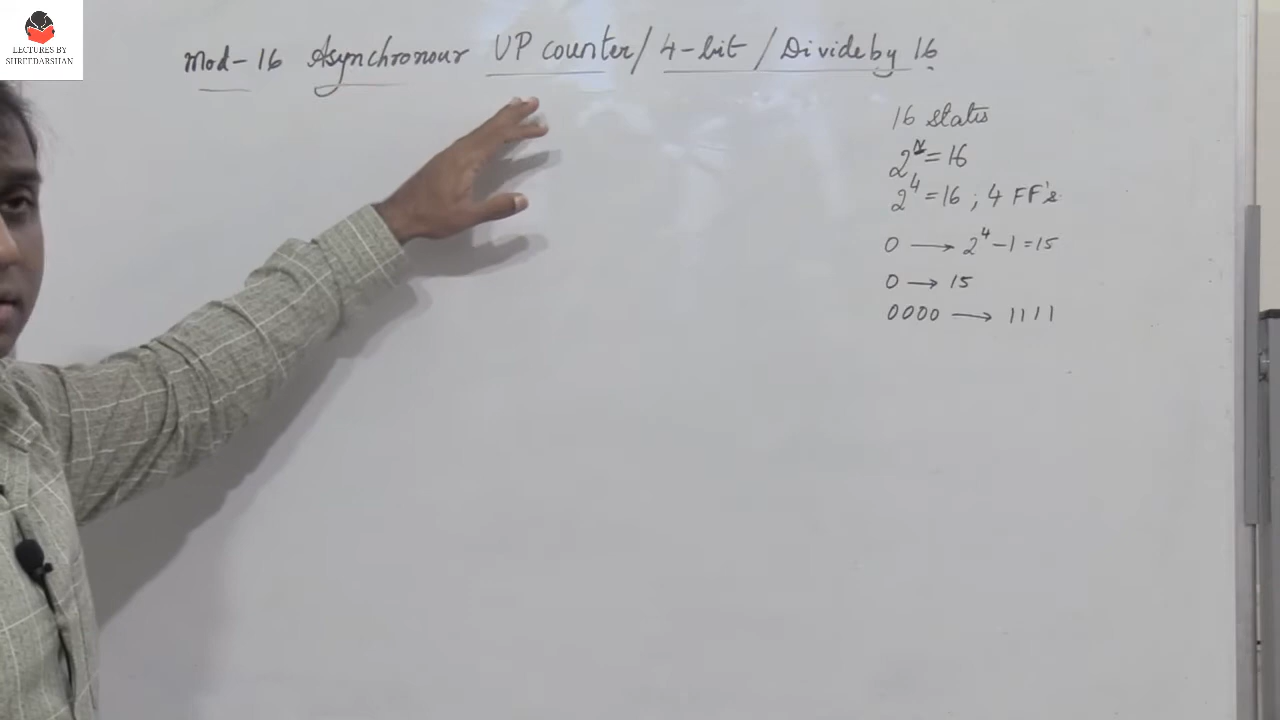 LECTURES BY
SHREEDARSHAN
Mod-16 Asynchronour UP counter/ 4-bit / Divide by 16
16 states
2^N = 16
2^4 = 16 ; 4 FF's
0 → 2^4 - 1 = 15
0 → 15
0000 → 1111